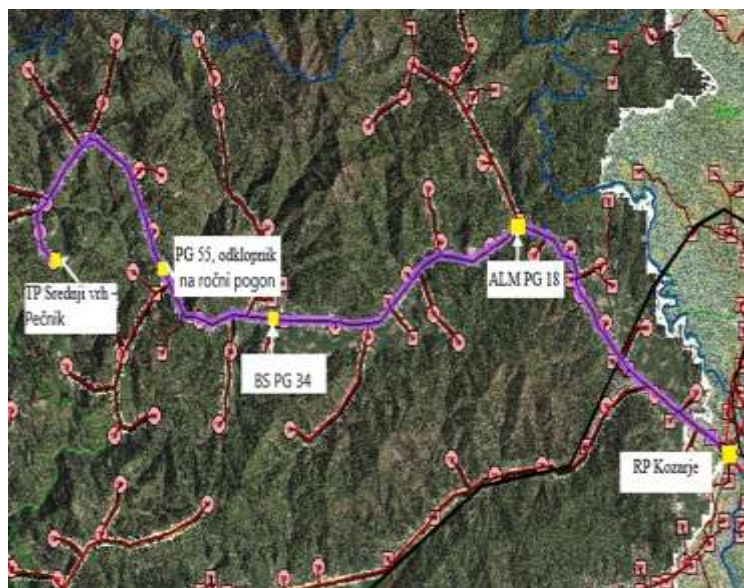 PG 55, odklopnik
na ročni pogon
ALM PG 18
TP Srednji vrh –
Pečnik
BS PG 34
RP Kozarje